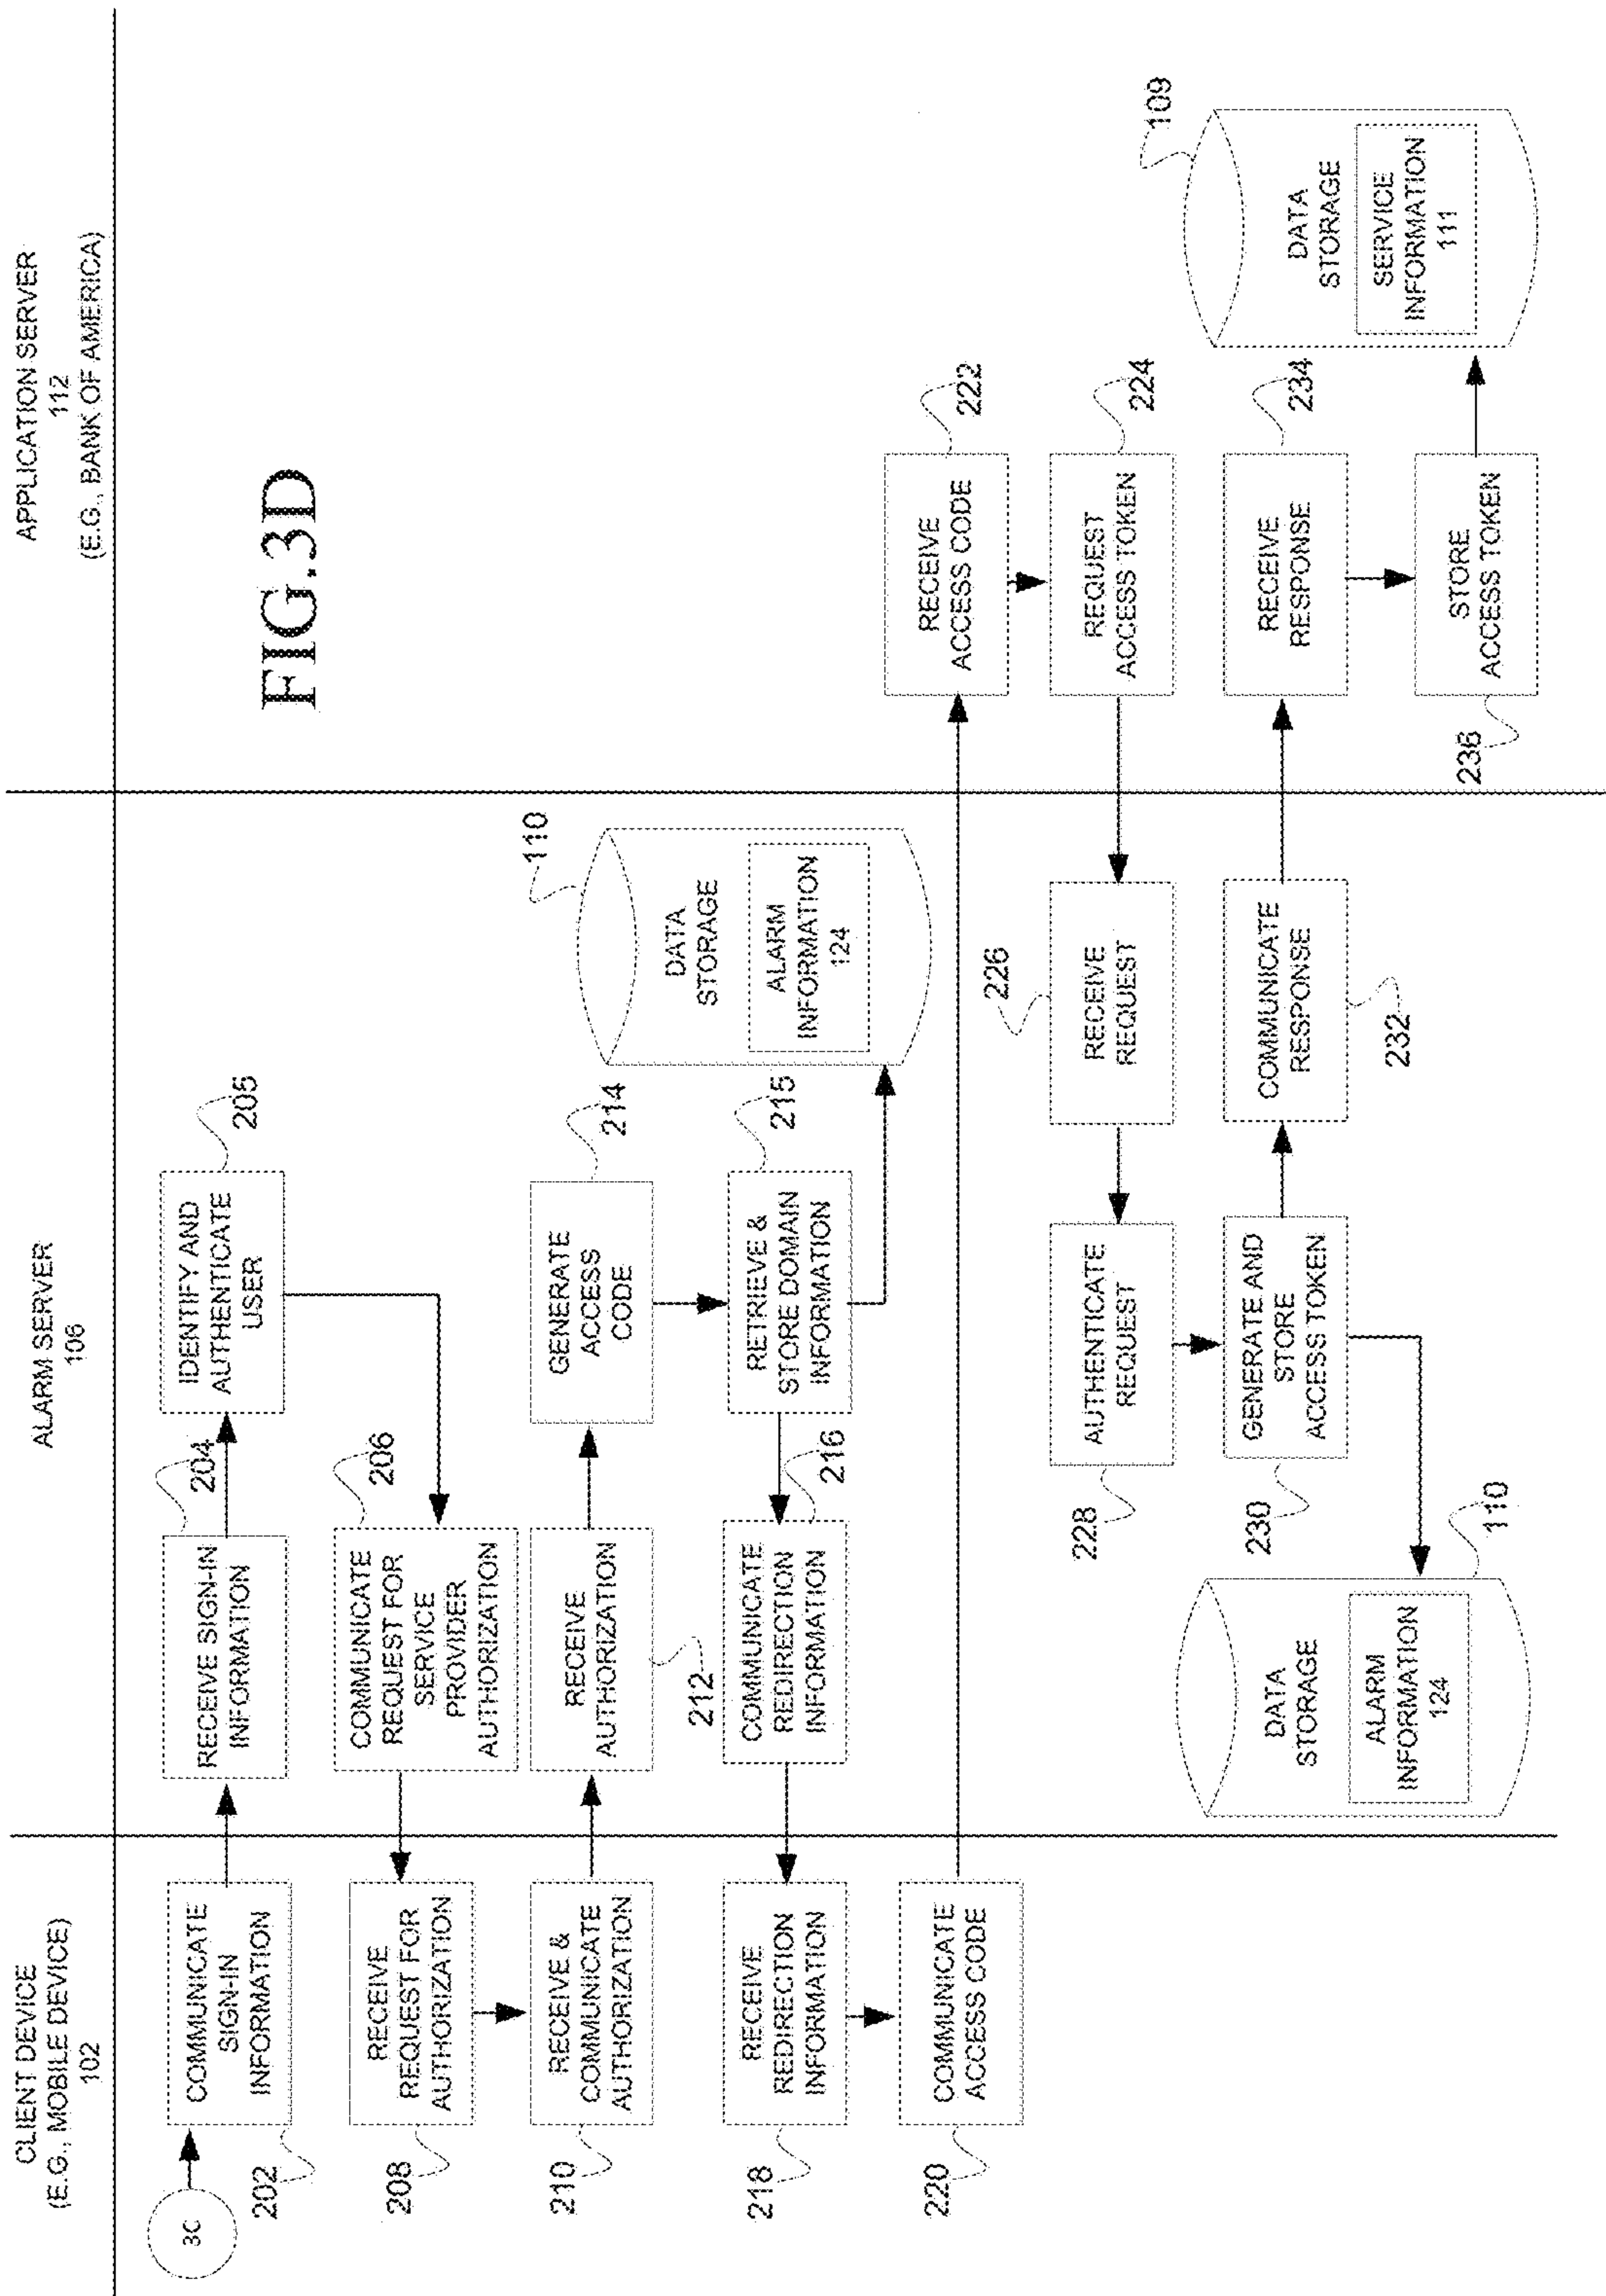 CLIENT DEVICE
(E.G., MOBILE DEVICE)
102
ALARM SERVER
106
APPLICATION SERVER
112
(E.G., BANK OF AMERICA)
FIG.3D
3C
COMMUNICATE
SIGN-IN
INFORMATION
202
204
RECEIVE SIGN-IN
INFORMATION
IDENTIFY AND
AUTHENTICATE
USER
205
206
COMMUNICATE
REQUEST FOR
SERVICE
PROVIDER
AUTHORIZATION
RECEIVE
REQUEST FOR
AUTHORIZATION
208
RECEIVE &
COMMUNICATE
AUTHORIZATION
210
RECEIVE
AUTHORIZATION
212
GENERATE
ACCESS
CODE
214
RETRIEVE &
STORE DOMAIN
INFORMATION
215
110
DATA
STORAGE
ALARM
INFORMATION
124
COMMUNICATE
REDIRECTION
INFORMATION
216
RECEIVE
REDIRECTION
INFORMATION
218
COMMUNICATE
ACCESS CODE
220
RECEIVE
ACCESS CODE
222
REQUEST
ACCESS TOKEN
224
226
RECEIVE
REQUEST
AUTHENTICATE
REQUEST
228
GENERATE AND
STORE
ACCESS TOKEN
230
110
DATA
STORAGE
ALARM
INFORMATION
124
COMMUNICATE
RESPONSE
232
RECEIVE
RESPONSE
234
STORE
ACCESS TOKEN
236
109
DATA
STORAGE
SERVICE
INFORMATION
111